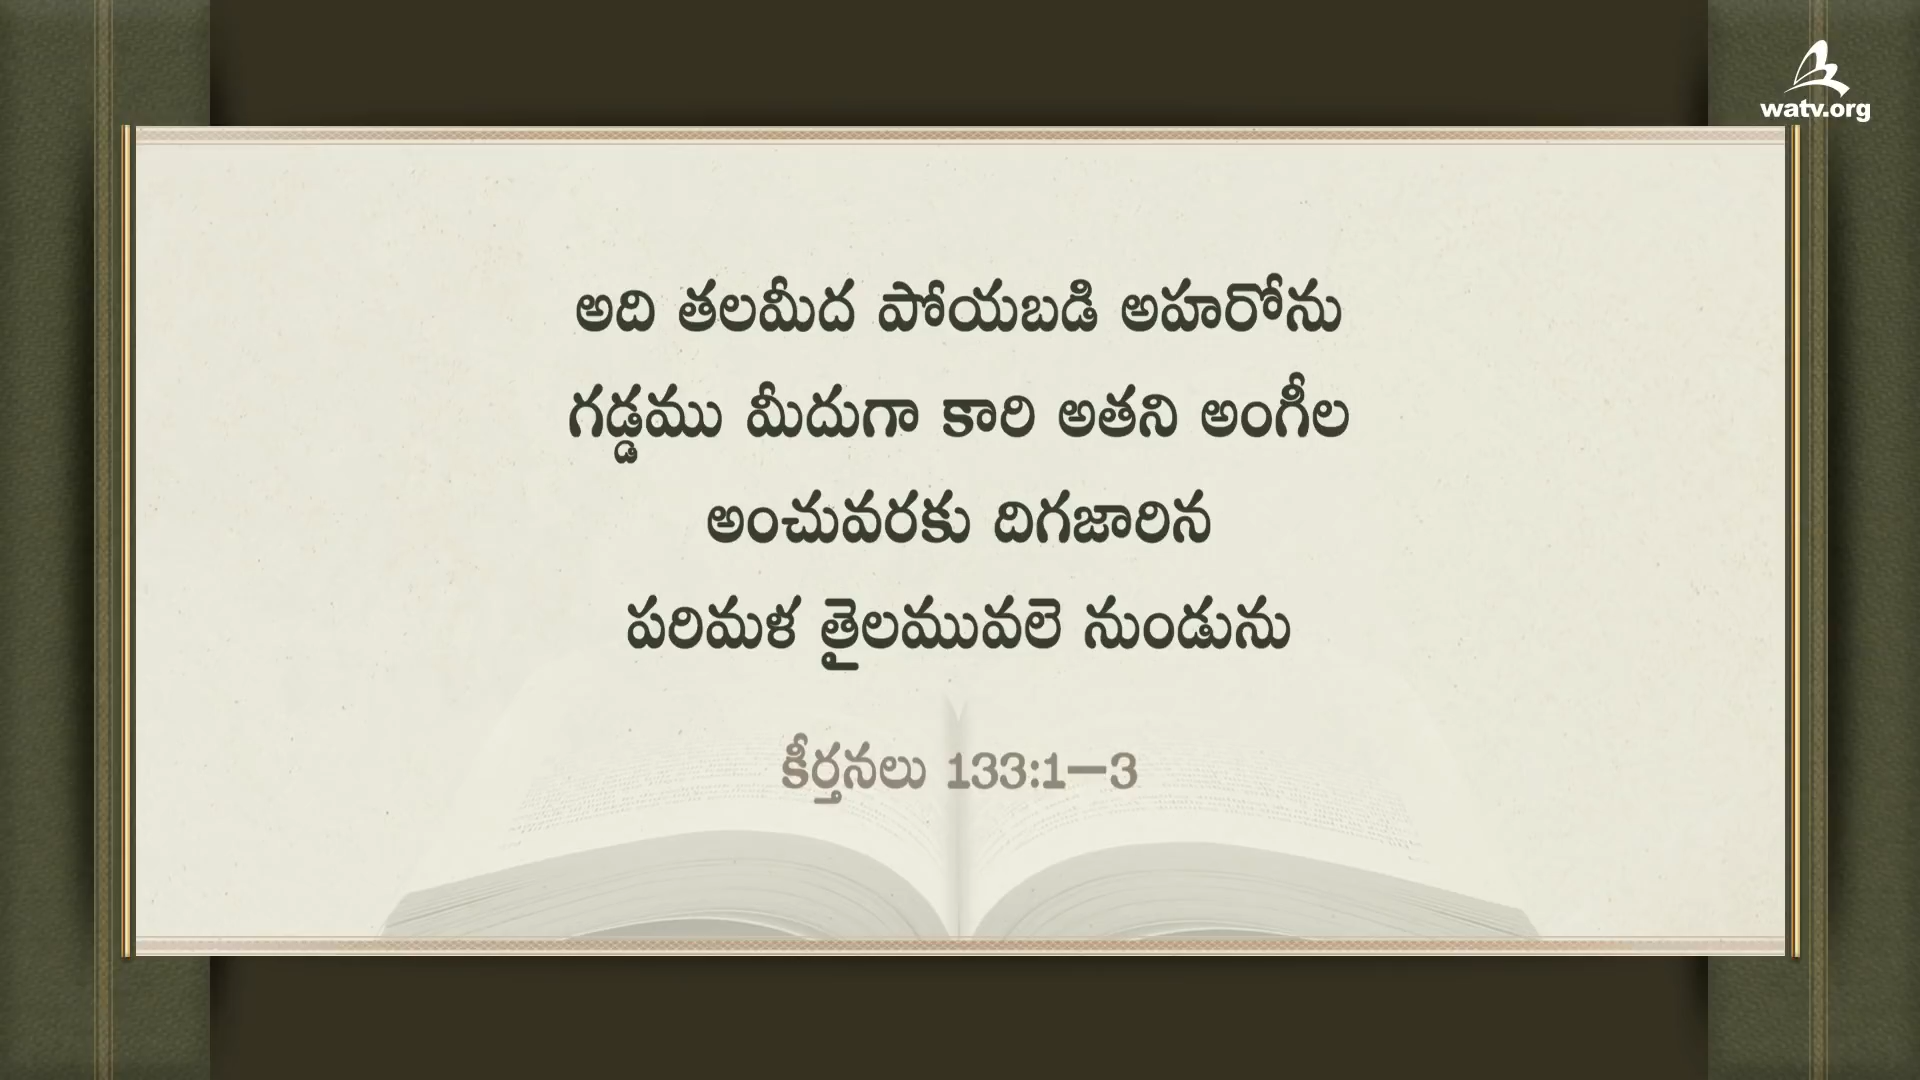 watv.org
అది తలమీద పోయబడి అహరోను
గడ్డము మీదుగా కారి అతని అంగీల
అంచువరకు దిగజారిన
పరిమళ తైలమువలె నుండును
కీర్తనలు 133:1–3